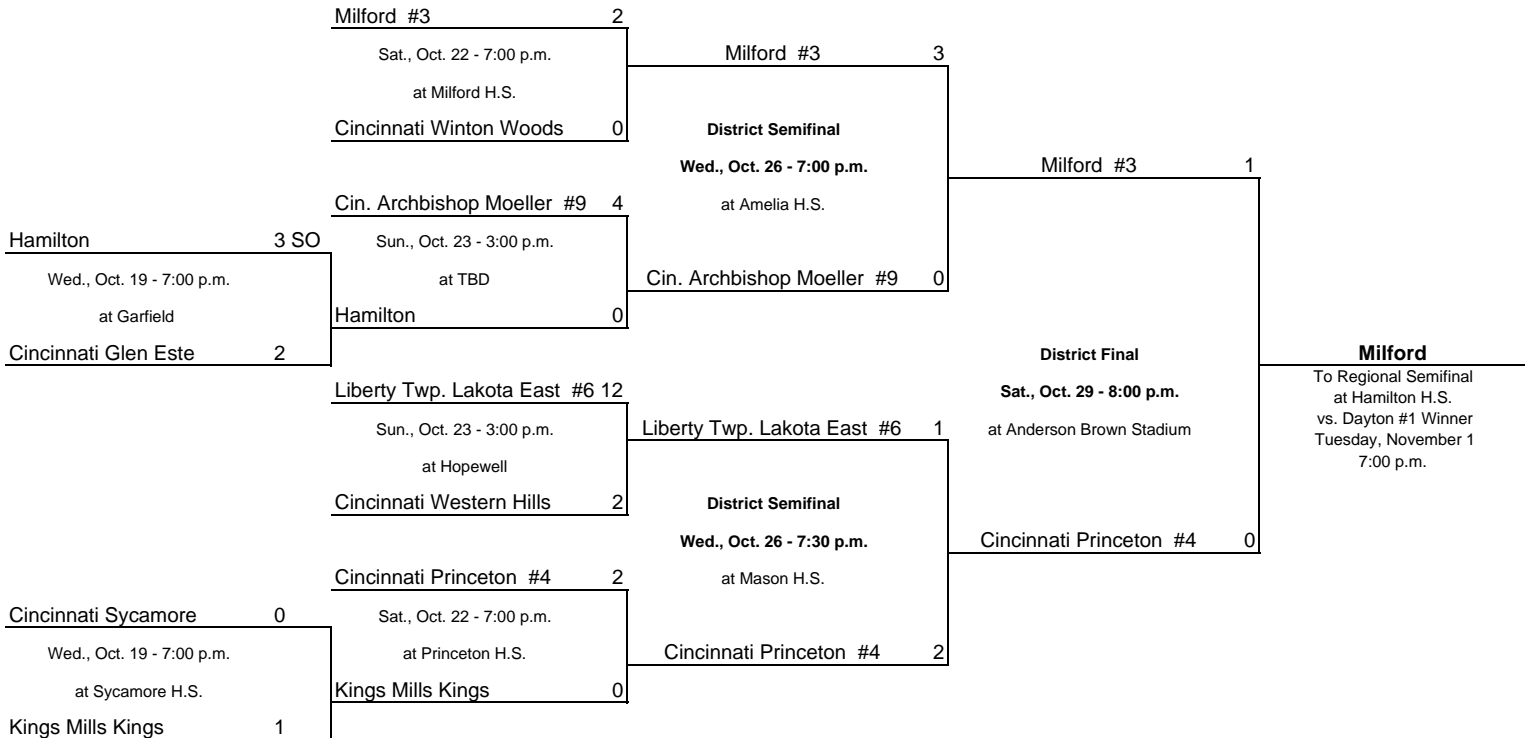 Milford #3 2
Sat., Oct. 22 - 7:00 p.m.
Milford #3 3
at Milford H.S.
Cincinnati Winton Woods 0
District Semifinal
Wed., Oct. 26 - 7:00 p.m.
Milford #3 1
Cin. Archbishop Moeller #9 4
at Amelia H.S.
Hamilton 3 SO
Sun., Oct. 23 - 3:00 p.m.
Wed., Oct. 19 - 7:00 p.m.
at TBD
Cin. Archbishop Moeller #9 0
at Garfield
Hamilton 0
Cincinnati Glen Este 2
District Final
Milford
To Regional Semifinal
Liberty Twp. Lakota East #6 12
Sat., Oct. 29 - 8:00 p.m.
at Hamilton H.S.
vs. Dayton #1 Winner
Sun., Oct. 23 - 3:00 p.m.
Liberty Twp. Lakota East #6 1
at Anderson Brown Stadium
Tuesday, November 1
7:00 p.m.
at Hopewell
Cincinnati Western Hills 2
District Semifinal
Wed., Oct. 26 - 7:30 p.m.
Cincinnati Princeton #4 0
Cincinnati Princeton #4 2
at Mason H.S.
Cincinnati Sycamore 0
Sat., Oct. 22 - 7:00 p.m.
Wed., Oct. 19 - 7:00 p.m.
at Princeton H.S.
Cincinnati Princeton #4 2
at Sycamore H.S.
Kings Mills Kings 0
Kings Mills Kings 1